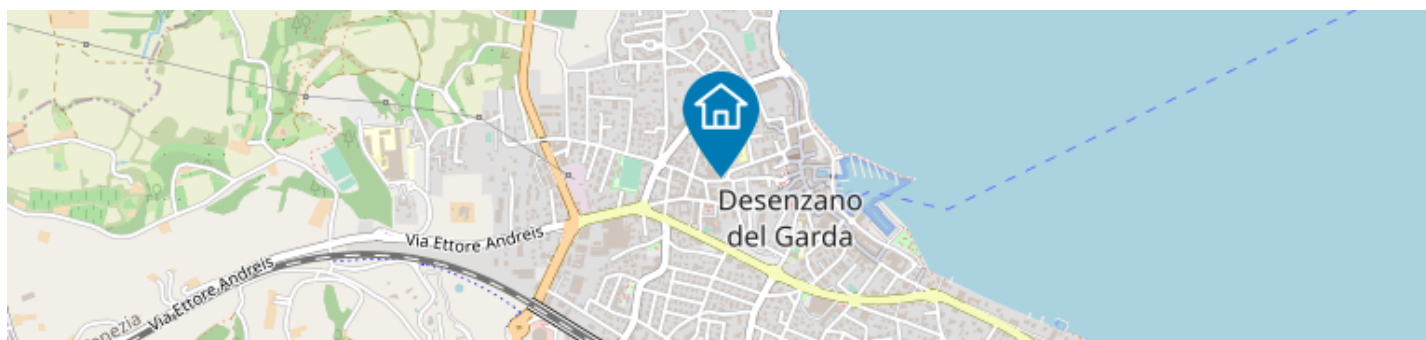 Via Ettore Andreis
Desenzano
del Garda
Via Ettore Andreis
enezia